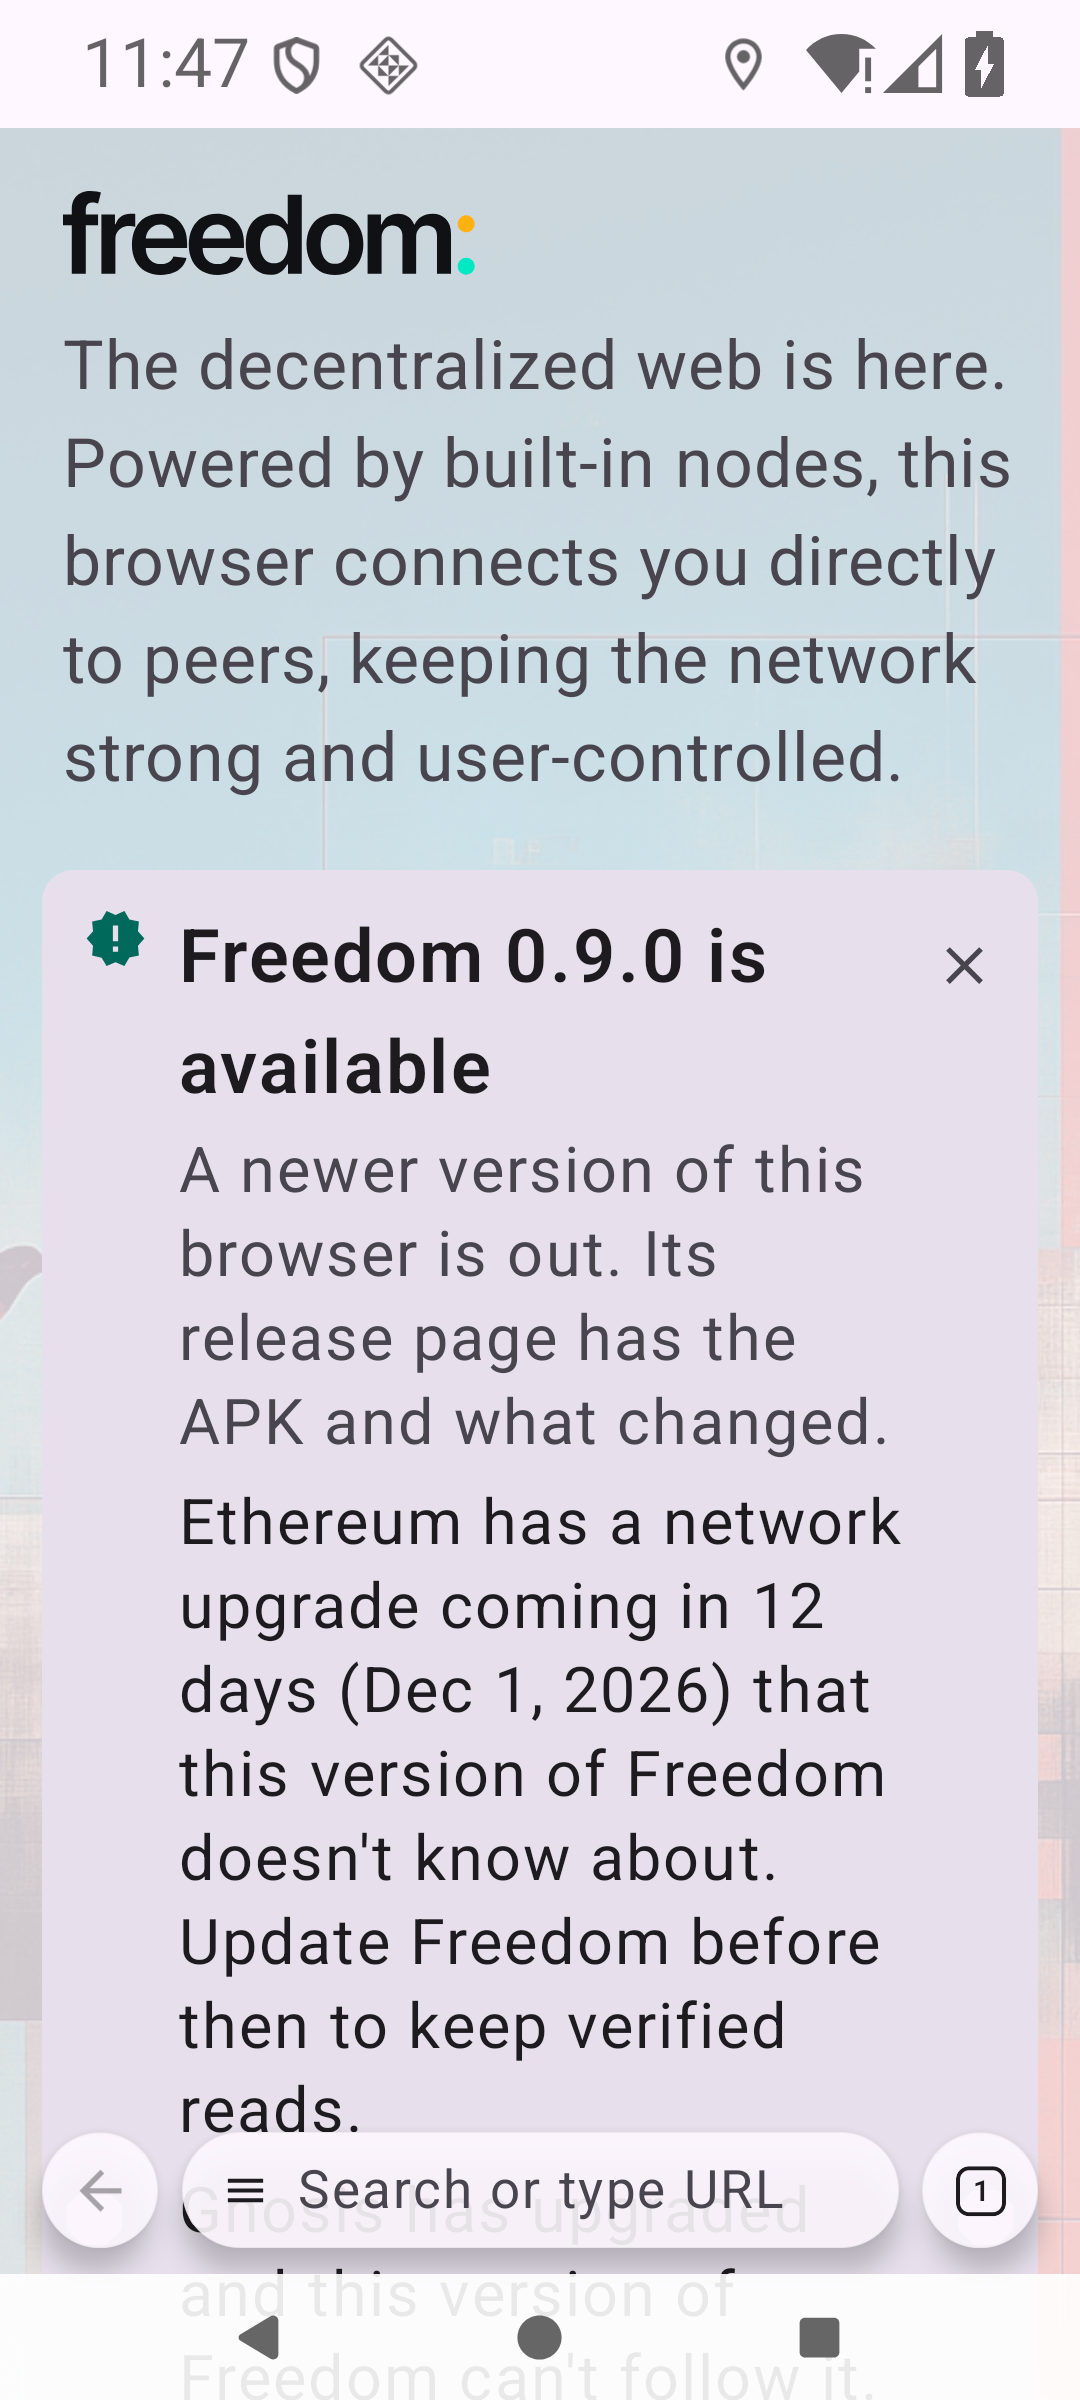 11:47
freedom:
The decentralized web is here.
Powered by built-in nodes, this
browser connects you directly
to peers, keeping the network
strong and user-controlled.
Freedom 0.9.0 is
available
A newer version of this
browser is out. Its
release page has the
APK and what changed.
Ethereum has a network
upgrade coming in 12
days (Dec 1, 2026) that
this version of Freedom
doesn't know about.
Update Freedom before
then to keep verified
reads.
Search or type URL
1
Gnosis has upgraded
and this version of
Freedom can't follow it.